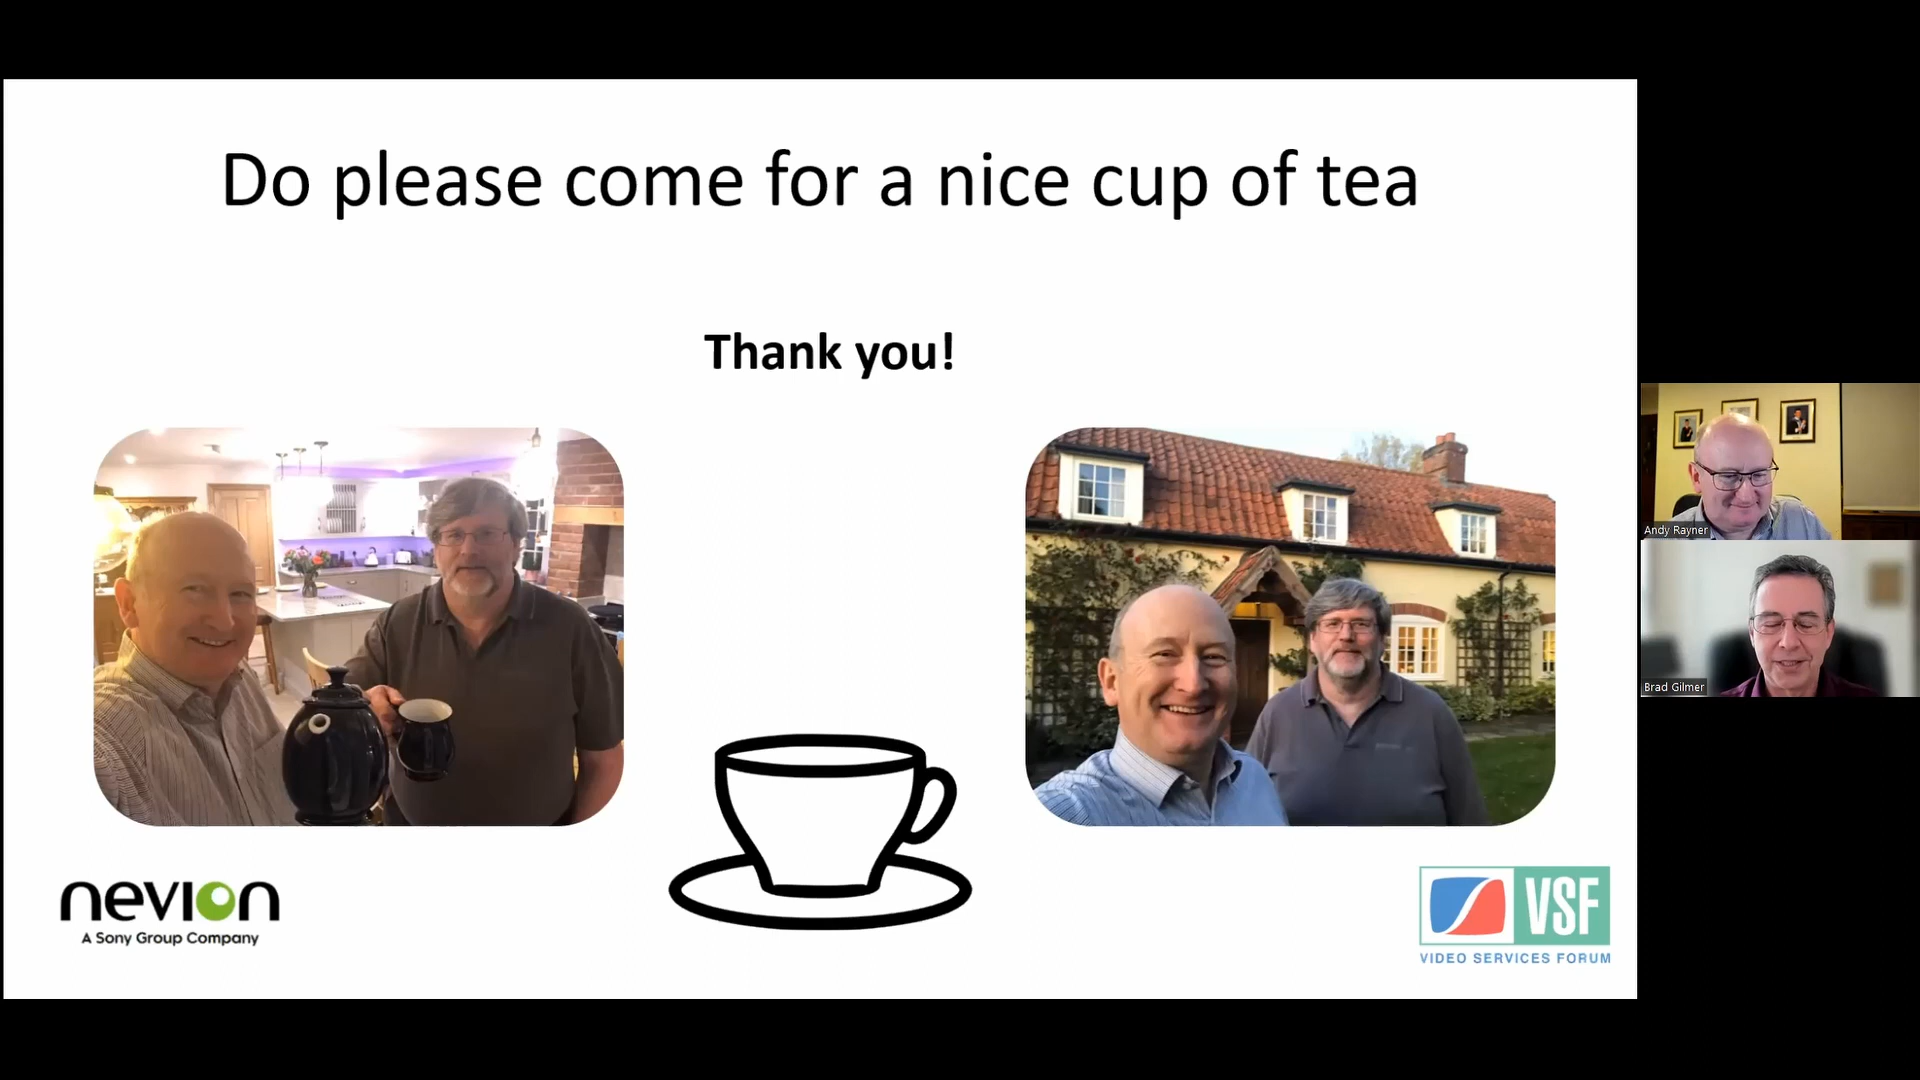 Do please come for a nice cup of tea
Thank you!
nevion
A Sony Group Company
VSF
VIDEO SERVICES FORUM
Andy Rayner
Brad Gilmer